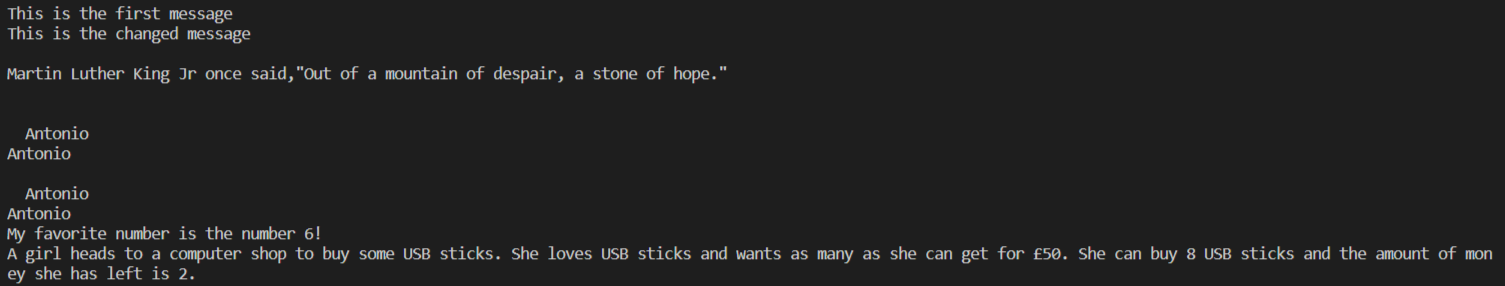 This is the first message
This is the changed message
Martin Luther King Jr once said,"Out of a mountain of despair, a stone of hope."
Antonio
Antonio
Antonio
Antonio
My favorite number is the number 6!
A girl heads to a computer shop to buy some USB sticks. She loves USB sticks and wants as many as she can get for £50. She can buy 8 USB sticks and the amount of mon
ey she has left is 2.